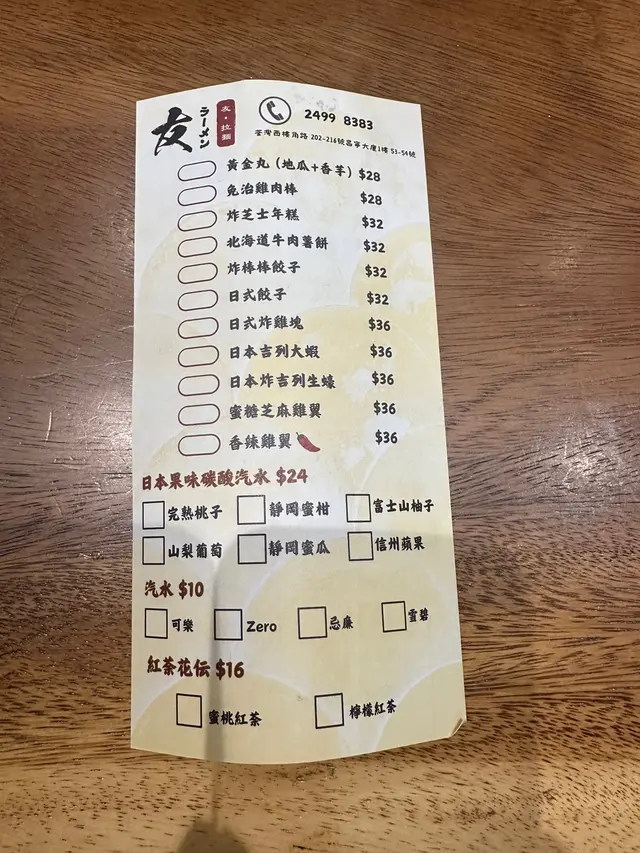 友
ラーメン
友・拉麵
2499 8383
荃灣西樓角路 202-216號昌寧大廈1樓 53-54號
黃金丸 (地瓜+香芋) $28
免治雞肉棒 $28
炸芝士年糕 $32
北海道牛肉薯餅 $32
炸棒棒餃子 $32
日式餃子 $32
日式炸雞塊 $36
日本吉列大蝦 $36
日本炸吉列生蠔 $36
蜜糖芝麻雞翼 $36
香辣雞翼 $36
日本果味碳酸汽水 $24
完熟桃子 靜岡蜜柑 富士山柚子
山梨葡萄 靜岡蜜瓜 信州蘋果
汽水 $10
可樂 Zero 忌廉 雪碧
紅茶花伝 $16
蜜桃紅茶 檸檬紅茶